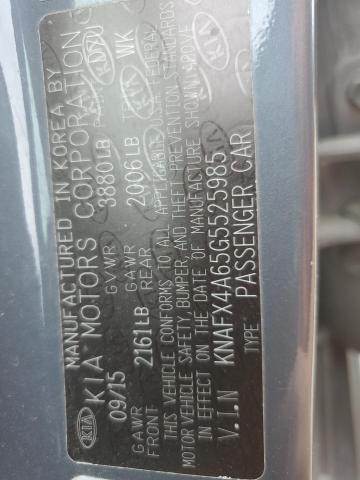 MANUFACTURED IN KOREA BY
KIA KIA MOTORS CORPORATION
09/15 GVWR 3880LB
GAWR FRONT 2161LB GAWR REAR 2006LB WK
THIS VEHICLE CONFORMS TO ALL APPLICABLE U.S.A. FEDERAL
MOTOR VEHICLE SAFETY, BUMPER, AND THEFT PREVENTION STANDARDS
IN EFFECT ON THE DATE OF MANUFACTURE SHOWN ABOVE
V.I.N KNAFX4A65G5525985
TYPE PASSENGER CAR